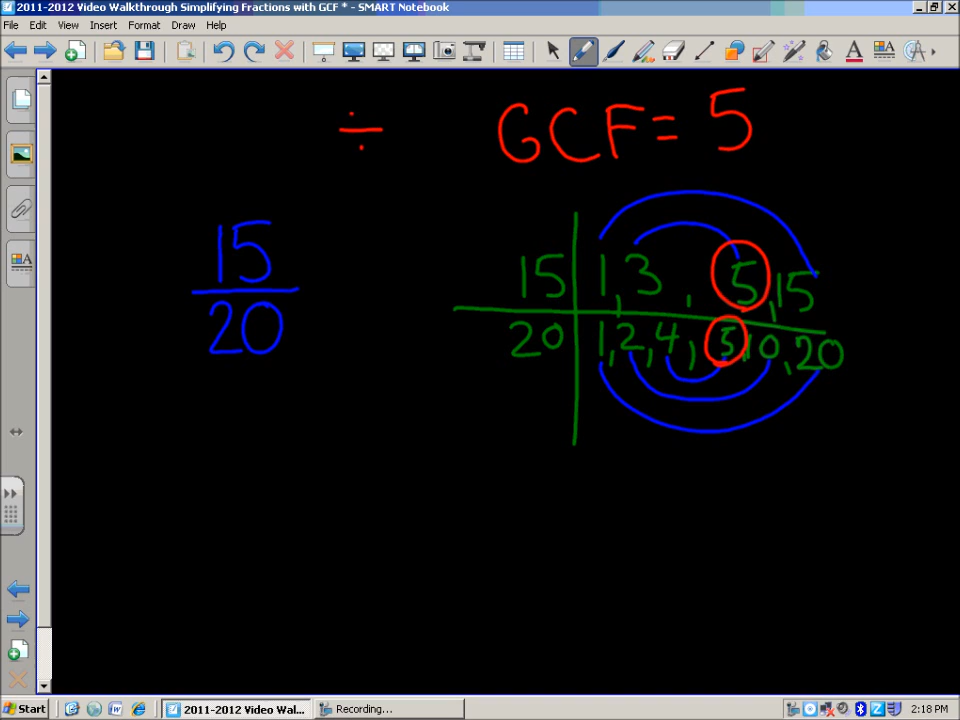 2011-2012 Video Walkthrough Simplifying Fractions with GCF * - SMART Notebook
File Edit View Insert Format Draw Help
÷ GCF = 5
15
20
15 1, 3, 5, 15
20 1, 2, 4, 5, 10, 20
Start
2011-2012 Video Wal...
Recording...
2:18 PM